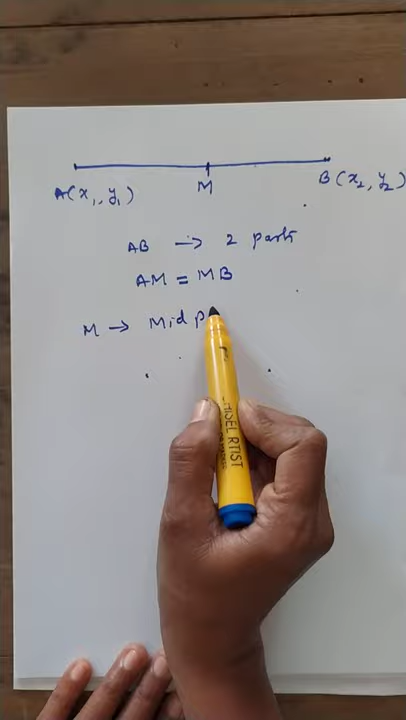 A(x₁, y₁)
M
B(x₂, y₂)
AB → 2 parts
AM = MB
M → Mid p